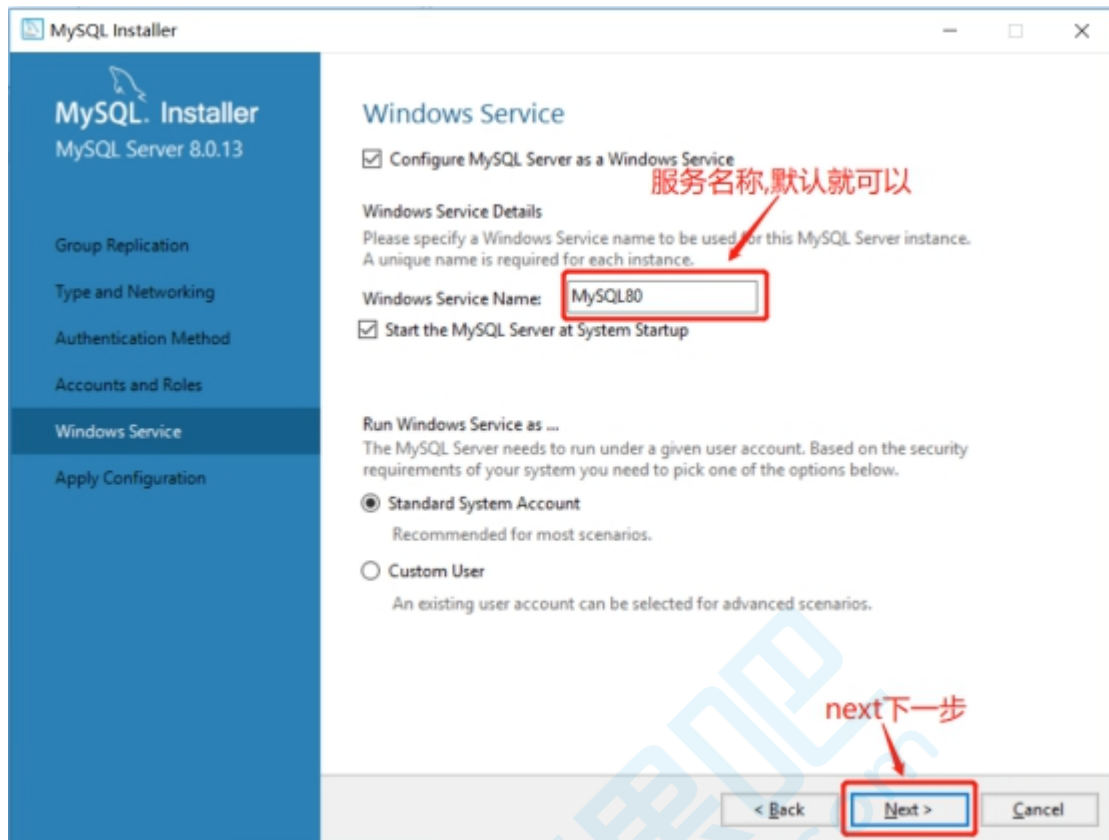 MySQL Installer
MySQL. Installer
MySQL Server 8.0.13
Group Replication
Type and Networking
Authentication Method
Accounts and Roles
Windows Service
Apply Configuration
Windows Service
Configure MySQL Server as a Windows Service
服务名称,默认就可以
Windows Service Details
Please specify a Windows Service name to be used for this MySQL Server instance.
A unique name is required for each instance.
Windows Service Name: MySQL80
Start the MySQL Server at System Startup
Run Windows Service as ...
The MySQL Server needs to run under a given user account. Based on the security
requirements of your system you need to pick one of the options below.
Standard System Account
Recommended for most scenarios.
Custom User
An existing user account can be selected for advanced scenarios.
next下一步
< Back Next > Cancel